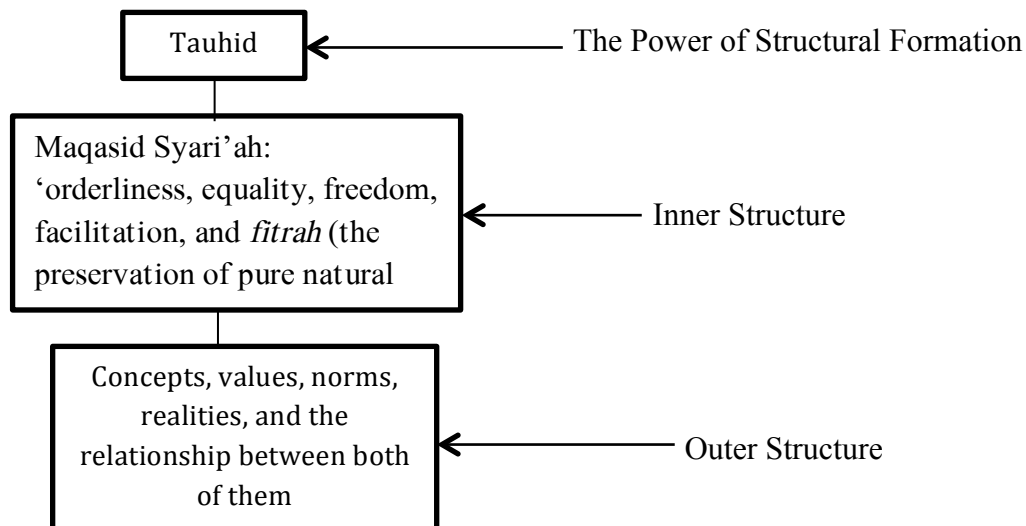 Tauhid
The Power of Structural Formation
Maqasid Syari’ah:
‘orderliness, equality, freedom,
facilitation, and fitrah (the
preservation of pure natural
Inner Structure
Concepts, values, norms,
realities, and the
relationship between both
of them
Outer Structure